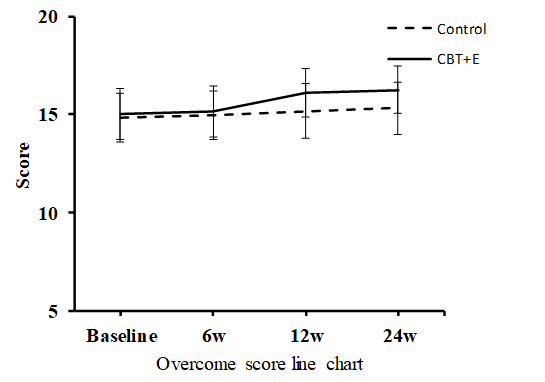 20
Control
CBT+E
15
Score
10
5
Baseline 6w 12w 24w
Overcome score line chart